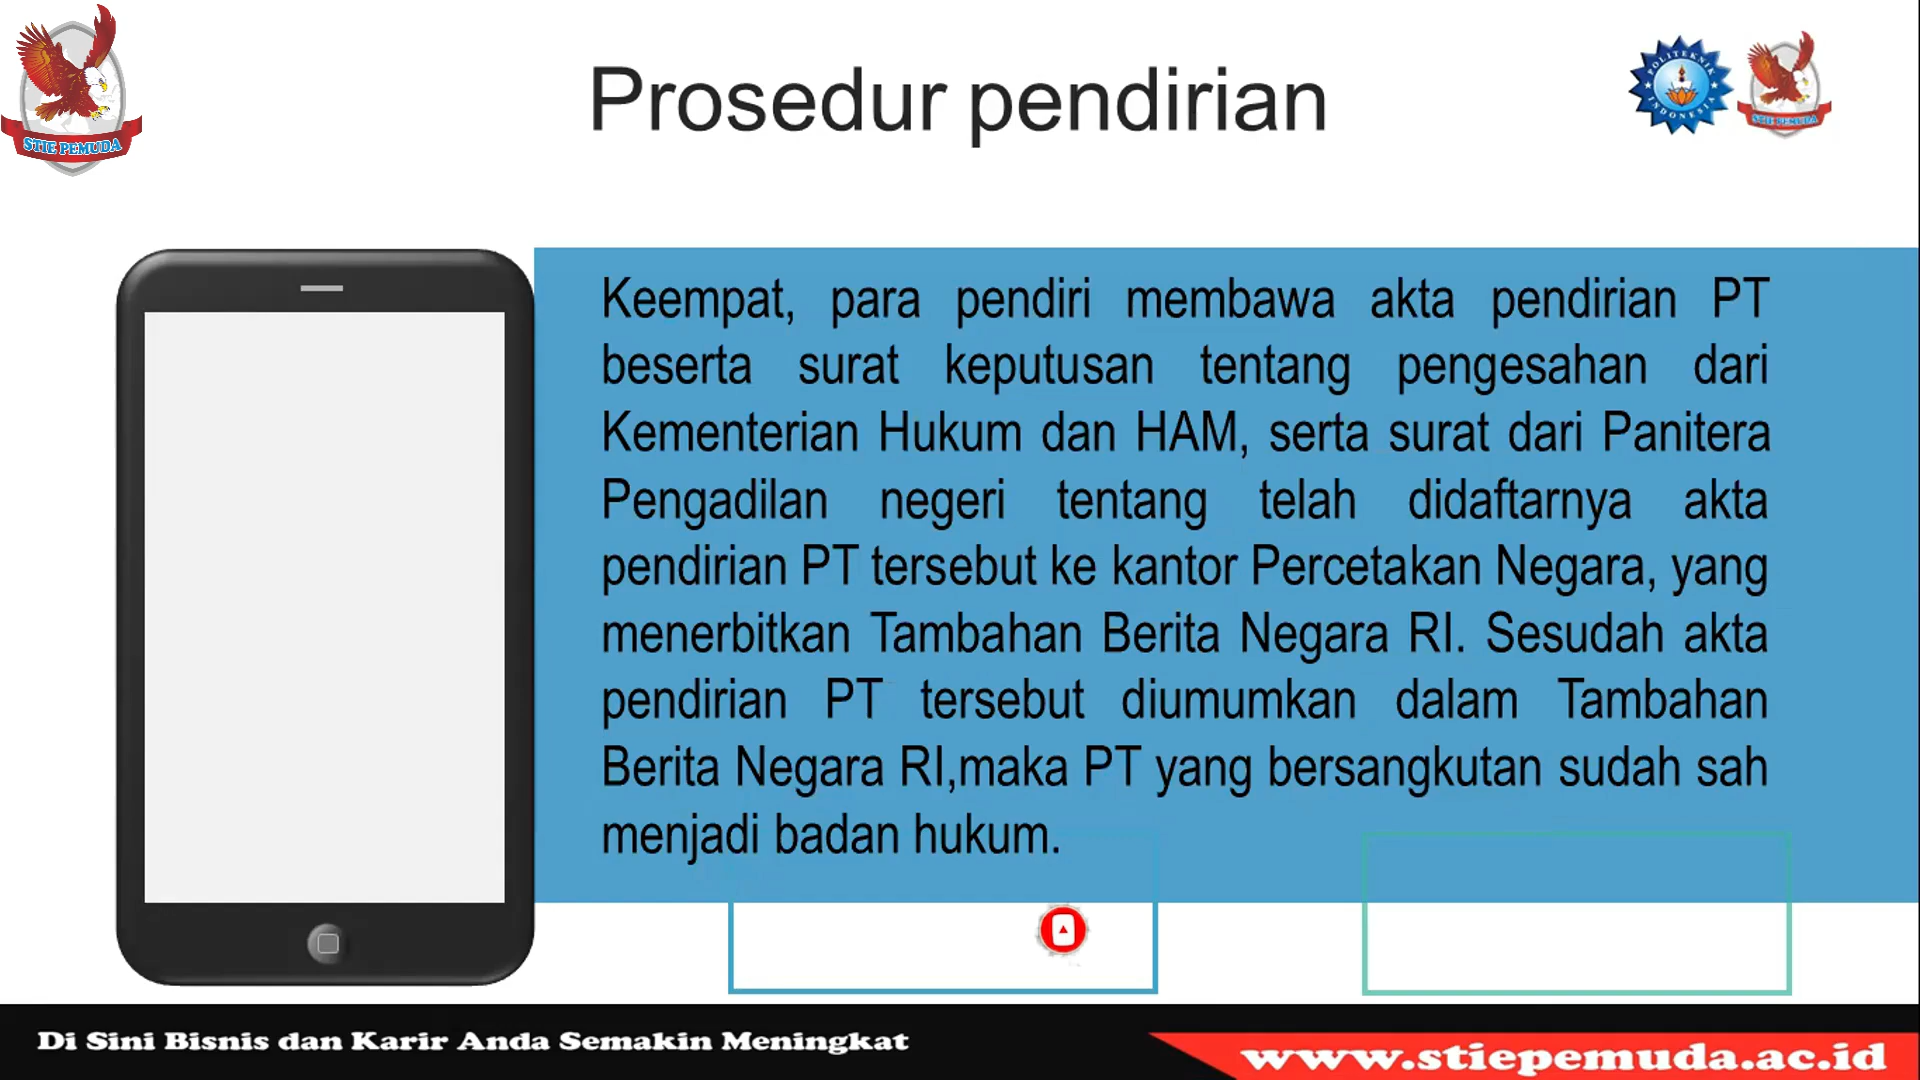 STIE PEMUDA
Prosedur pendirian
POLITEKNIK
INDONESIA
STIE PEMUDA
Keempat, para pendiri membawa akta pendirian PT
beserta surat keputusan tentang pengesahan dari
Kementerian Hukum dan HAM, serta surat dari Panitera
Pengadilan negeri tentang telah didaftarnya akta
pendirian PT tersebut ke kantor Percetakan Negara, yang
menerbitkan Tambahan Berita Negara RI. Sesudah akta
pendirian PT tersebut diumumkan dalam Tambahan
Berita Negara RI,maka PT yang bersangkutan sudah sah
menjadi badan hukum.
Di Sini Bisnis dan Karir Anda Semakin Meningkat
www.stiepemuda.ac.id